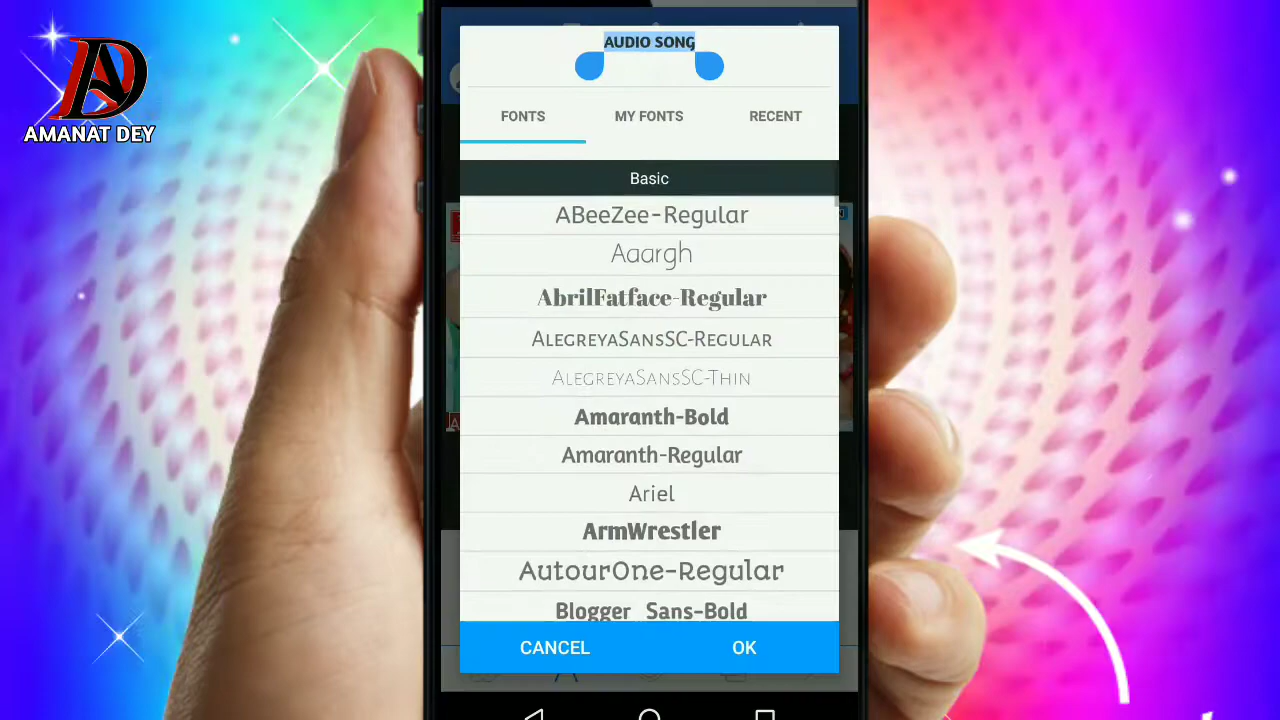 AMANAT DEY
AUDIO SONG
FONTS
MY FONTS
RECENT
Basic
ABeeZee-Regular
Aaargh
AbrilFatface-Regular
AlegreyaSansSC-Regular
AlegreyaSansSC-Thin
Amaranth-Bold
Amaranth-Regular
Ariel
ArmWrestler
AutourOne-Regular
Blogger Sans-Bold
CANCEL
OK